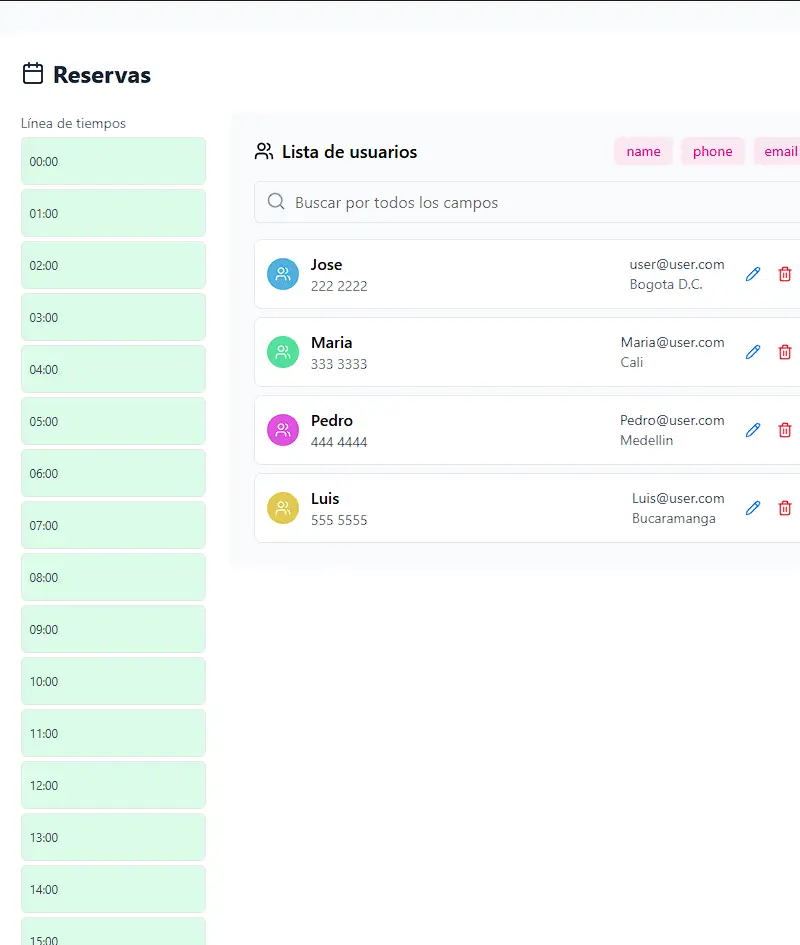 Reservas
Línea de tiempos
00:00
01:00
02:00
03:00
04:00
05:00
06:00
07:00
08:00
09:00
10:00
11:00
12:00
13:00
14:00
15:00
Lista de usuarios
name phone email
Buscar por todos los campos
Jose user@user.com
222 2222 Bogota D.C.
Maria Maria@user.com
333 3333 Cali
Pedro Pedro@user.com
444 4444 Medellin
Luis Luis@user.com
555 5555 Bucaramanga